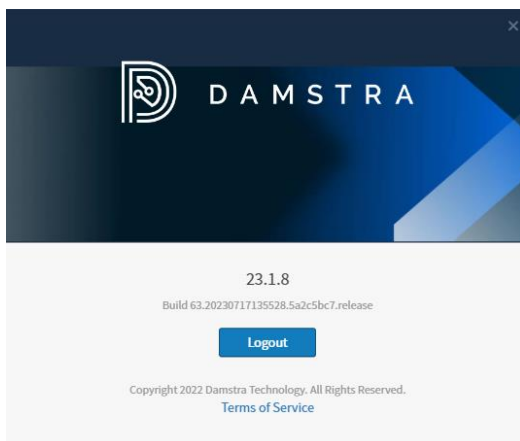 DAMSTRA
23.1.8
Build 63.20230717135528.5a2c5bc7.release
Logout
Copyright 2022 Damstra Technology. All Rights Reserved.
Terms of Service